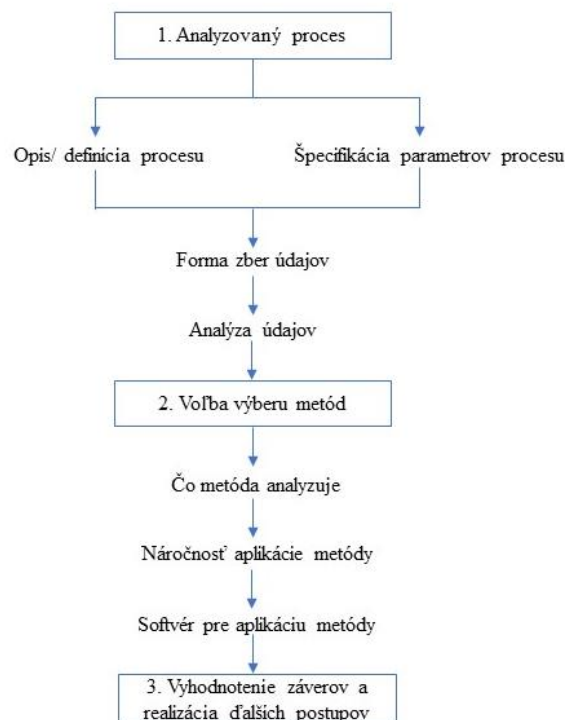 1. Analyzovaný proces
Opis/ definícia procesu
Špecifikácia parametrov procesu
Forma zber údajov
Analýza údajov
2. Voľba výberu metód
Čo metóda analyzuje
Náročnosť aplikácie metódy
Softvér pre aplikáciu metódy
3. Vyhodnotenie záverov a
realizácia ďalších postupov